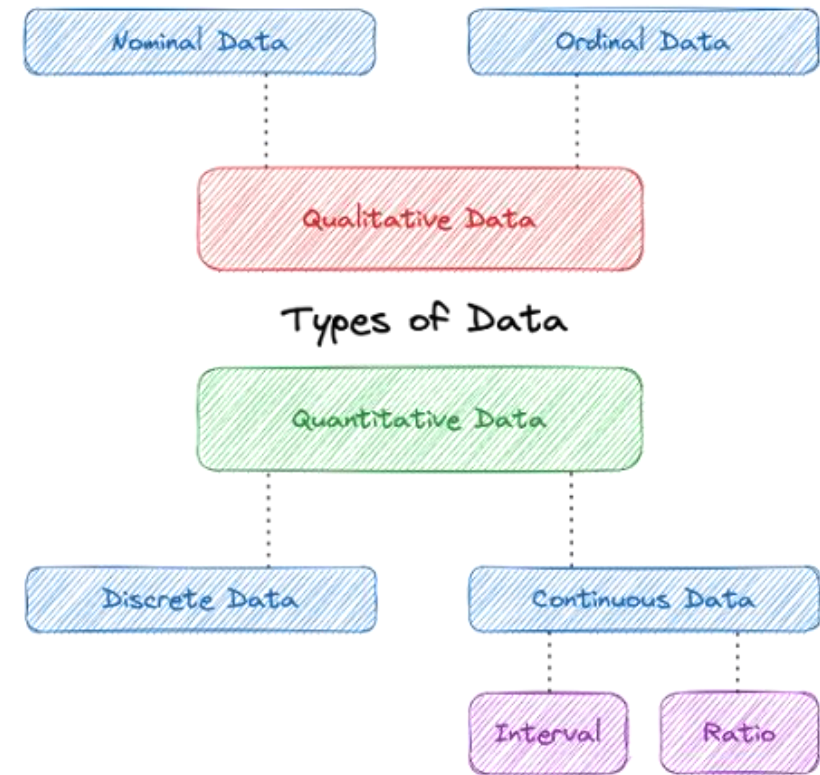 Nominal Data
Ordinal Data
Qualitative Data
Types of Data
Quantitative Data
Discrete Data
Continuous Data
Interval
Ratio